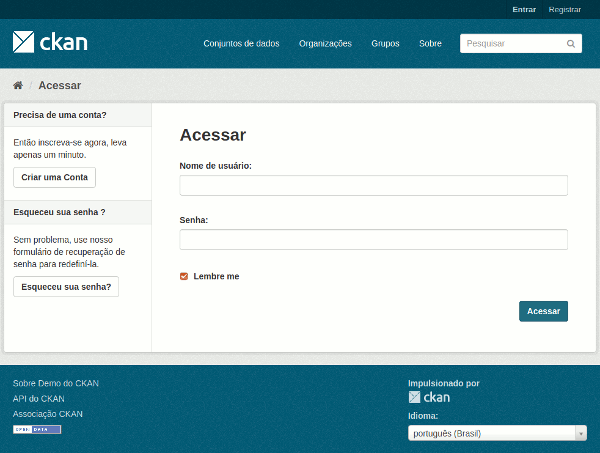 Entrar Registrar
ckan
Conjuntos de dados Organizações Grupos Sobre Pesquisar
/ Acessar
Precisa de uma conta?
Então inscreva-se agora, leva
apenas um minuto.
Criar uma Conta
Esqueceu sua senha ?
Sem problema, use nosso
formulário de recuperação de
senha para redefiní-la.
Esqueceu sua senha?
Acessar
Nome de usuário:
Senha:
Lembre me
Acessar
Sobre Demo do CKAN
API do CKAN
Associação CKAN
OPEN DATA
Impulsionado por
ckan
Idioma:
português (Brasil)